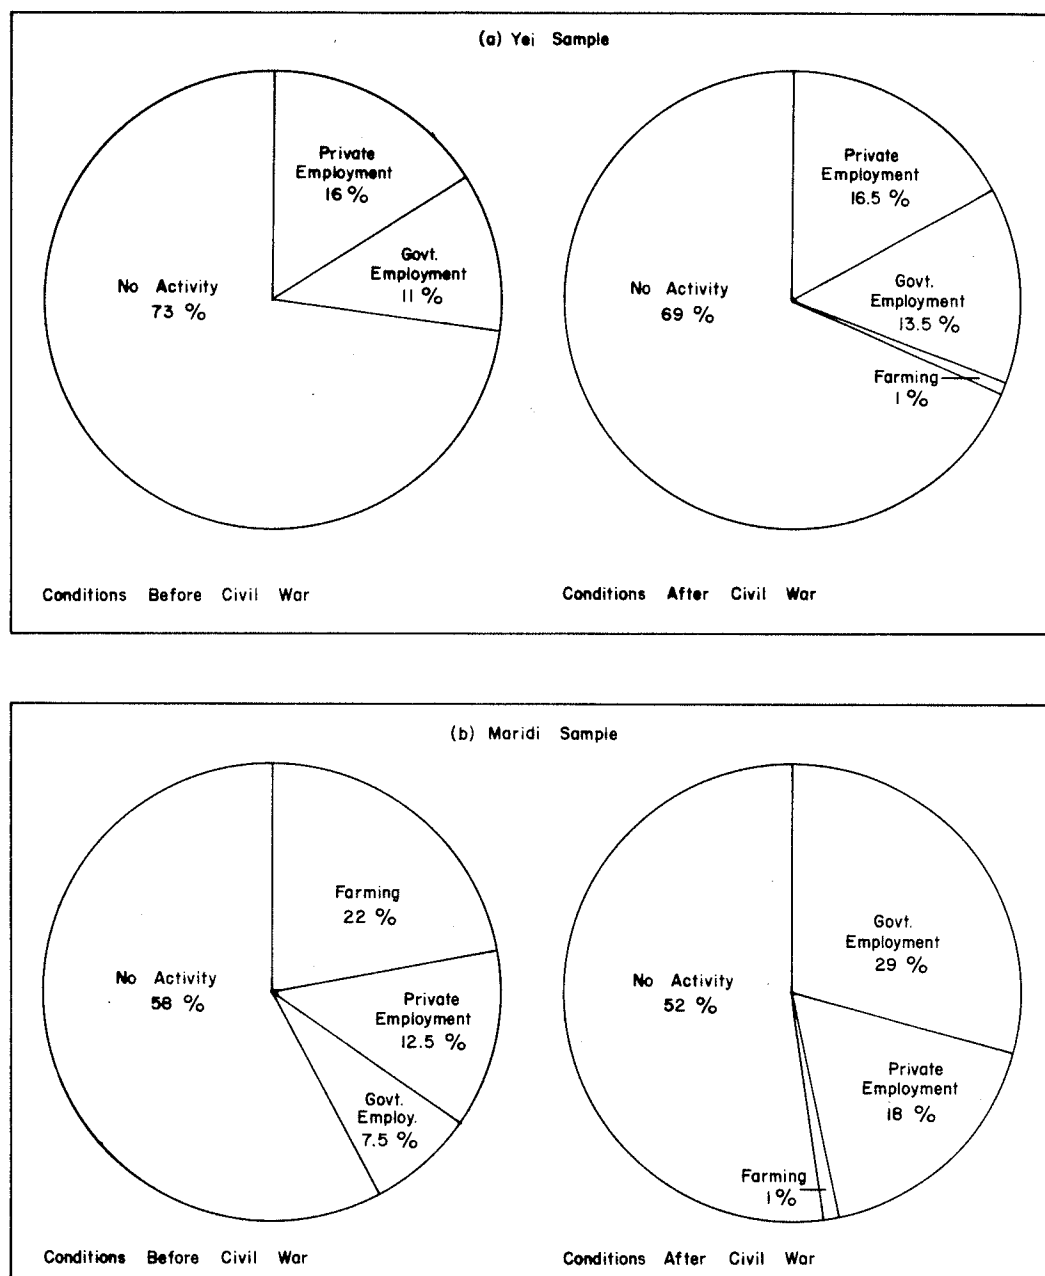 (a) Yei Sample
Private
Employment
16 %
Govt.
Employment
11 %
No Activity
73 %
Private
Employment
16.5 %
Govt.
Employment
13.5 %
No Activity
69 %
Farming
1 %
Conditions Before Civil War
Conditions After Civil War
(b) Maridi Sample
Farming
22 %
Private
Employment
12.5 %
Govt.
Employ.
7.5 %
No Activity
58 %
Govt.
Employment
29 %
Private
Employment
18 %
No Activity
52 %
Farming
1%
Conditions Before Civil War
Conditions After Civil War